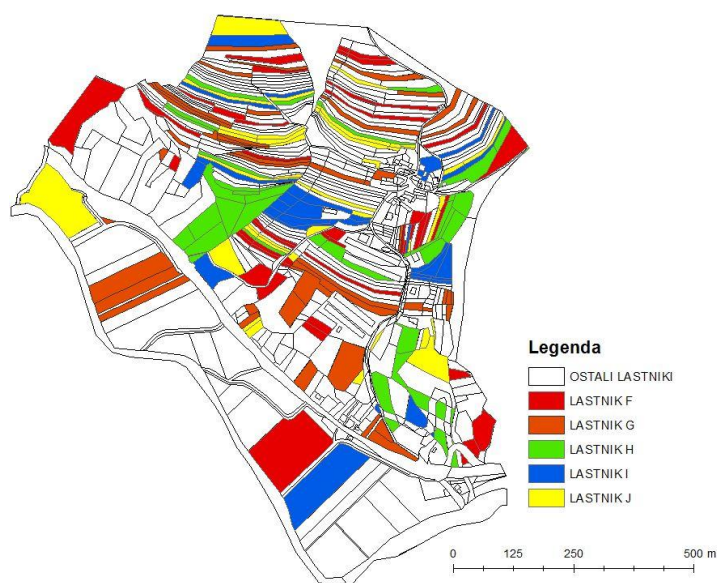 Legenda
OSTALI LASTNIKI
LASTNIK F
LASTNIK G
LASTNIK H
LASTNIK I
LASTNIK J
0 125 250 500 m